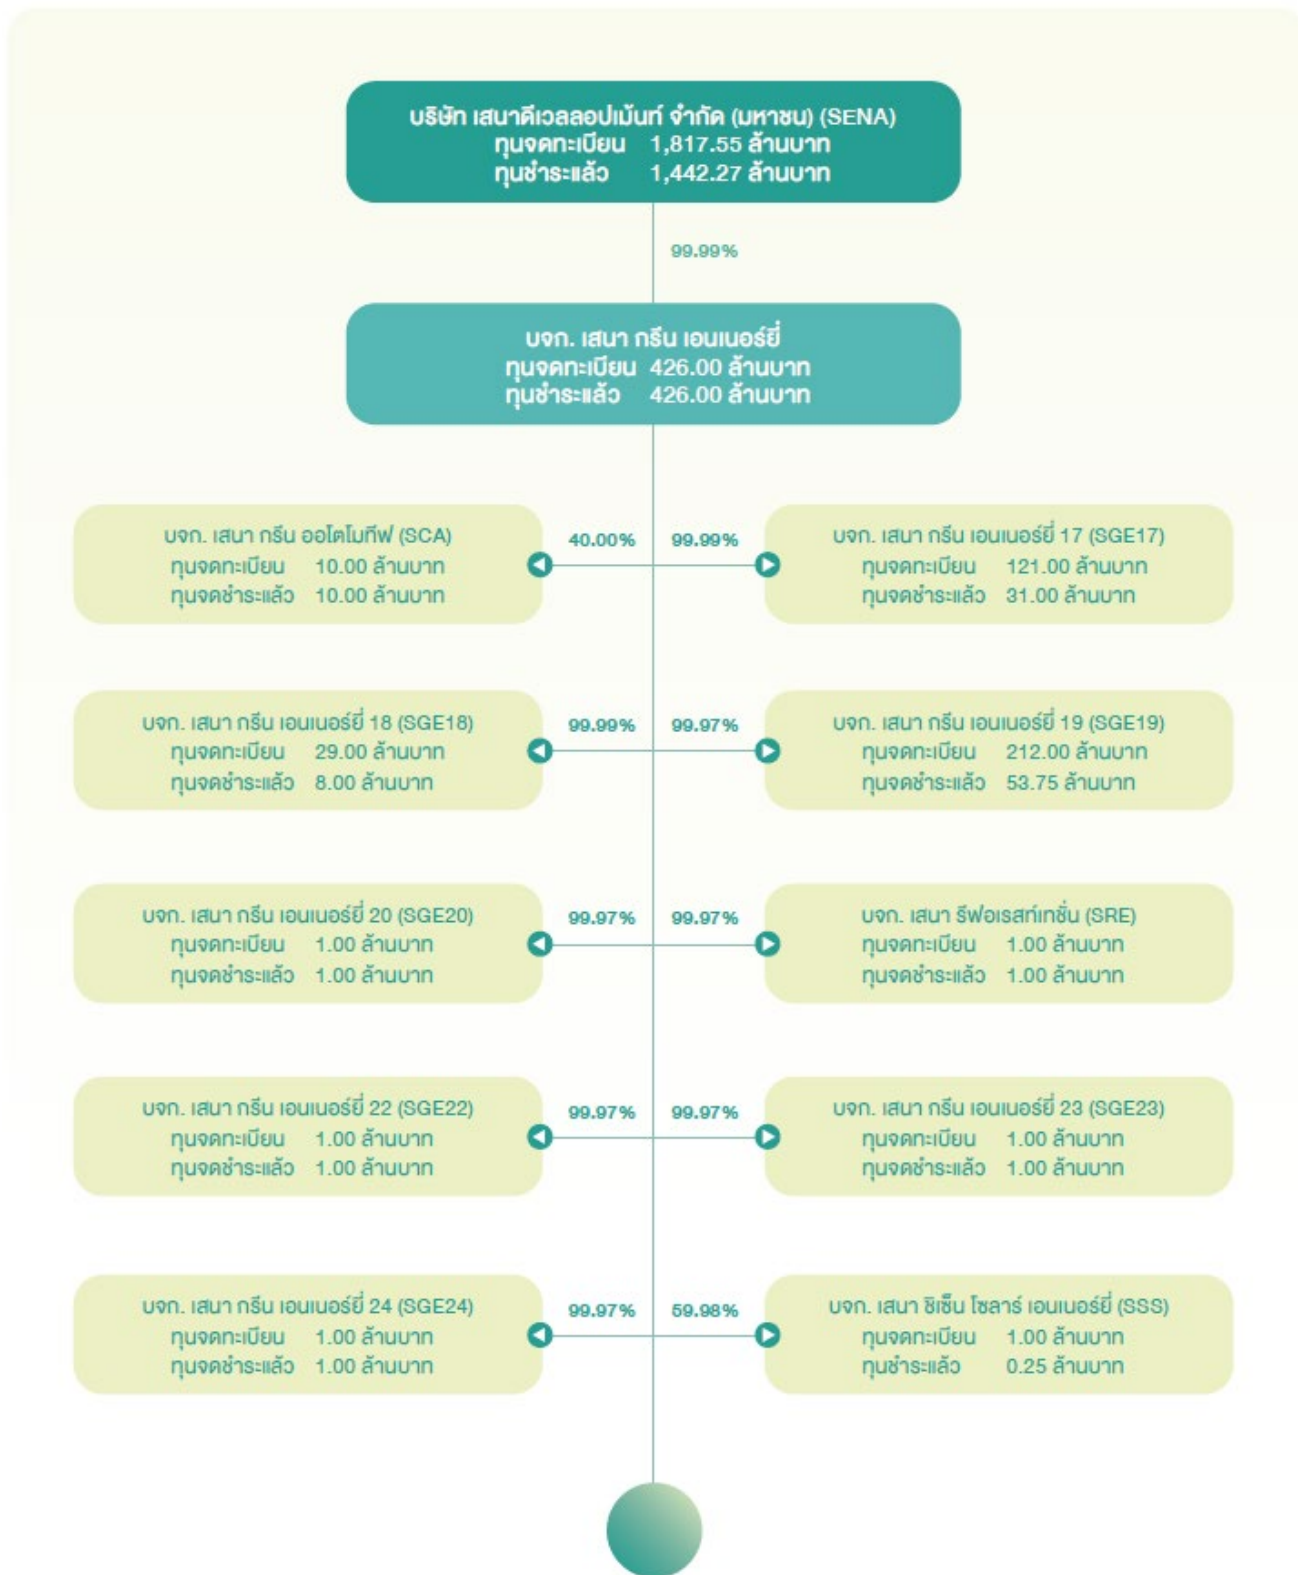 บริษัท เสนาดีเวลลอปเม้นท์ จำกัด (มหาชน) (SENA)
ทุนจดทะเบียน 1,817.55 ล้านบาท
ทุนชำระแล้ว 1,442.27 ล้านบาท
99.99%
บจก. เสนา กรีน เอนเนอร์ยี่
ทุนจดทะเบียน 426.00 ล้านบาท
ทุนชำระแล้ว 426.00 ล้านบาท
บจก. เสนา กรีน ออโตโมทีฟ (SCA)
ทุนจดทะเบียน 10.00 ล้านบาท
ทุนจดชำระแล้ว 10.00 ล้านบาท
40.00% 99.99%
บจก. เสนา กรีน เอนเนอร์ยี่ 17 (SGE17)
ทุนจดทะเบียน 121.00 ล้านบาท
ทุนจดชำระแล้ว 31.00 ล้านบาท
บจก. เสนา กรีน เอนเนอร์ยี่ 18 (SGE18)
ทุนจดทะเบียน 29.00 ล้านบาท
ทุนจดชำระแล้ว 8.00 ล้านบาท
99.99% 99.97%
บจก. เสนา กรีน เอนเนอร์ยี่ 19 (SGE19)
ทุนจดทะเบียน 212.00 ล้านบาท
ทุนจดชำระแล้ว 53.75 ล้านบาท
บจก. เสนา กรีน เอนเนอร์ยี่ 20 (SGE20)
ทุนจดทะเบียน 1.00 ล้านบาท
ทุนจดชำระแล้ว 1.00 ล้านบาท
99.97% 99.97%
บจก. เสนา รีฟอเรสท์เทชั่น (SRE)
ทุนจดทะเบียน 1.00 ล้านบาท
ทุนจดชำระแล้ว 1.00 ล้านบาท
บจก. เสนา กรีน เอนเนอร์ยี่ 22 (SGE22)
ทุนจดทะเบียน 1.00 ล้านบาท
ทุนจดชำระแล้ว 1.00 ล้านบาท
99.97% 99.97%
บจก. เสนา กรีน เอนเนอร์ยี่ 23 (SGE23)
ทุนจดทะเบียน 1.00 ล้านบาท
ทุนจดชำระแล้ว 1.00 ล้านบาท
บจก. เสนา กรีน เอนเนอร์ยี่ 24 (SGE24)
ทุนจดทะเบียน 1.00 ล้านบาท
ทุนจดชำระแล้ว 1.00 ล้านบาท
99.97% 59.98%
บจก. เสนา ชิเซ็น โซลาร์ เอนเนอร์ยี่ (SSS)
ทุนจดทะเบียน 1.00 ล้านบาท
ทุนชำระแล้ว 0.25 ล้านบาท